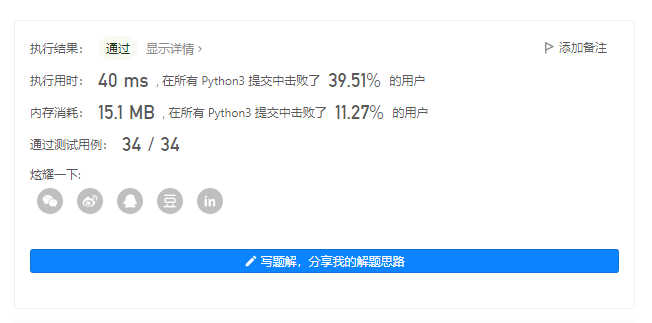 执行结果： 通过 显示详情 › 添加备注
执行用时： 40 ms , 在所有 Python3 提交中击败了 39.51% 的用户
内存消耗： 15.1 MB , 在所有 Python3 提交中击败了 11.27% 的用户
通过测试用例： 34 / 34
炫耀一下:
豆 in
写题解，分享我的解题思路